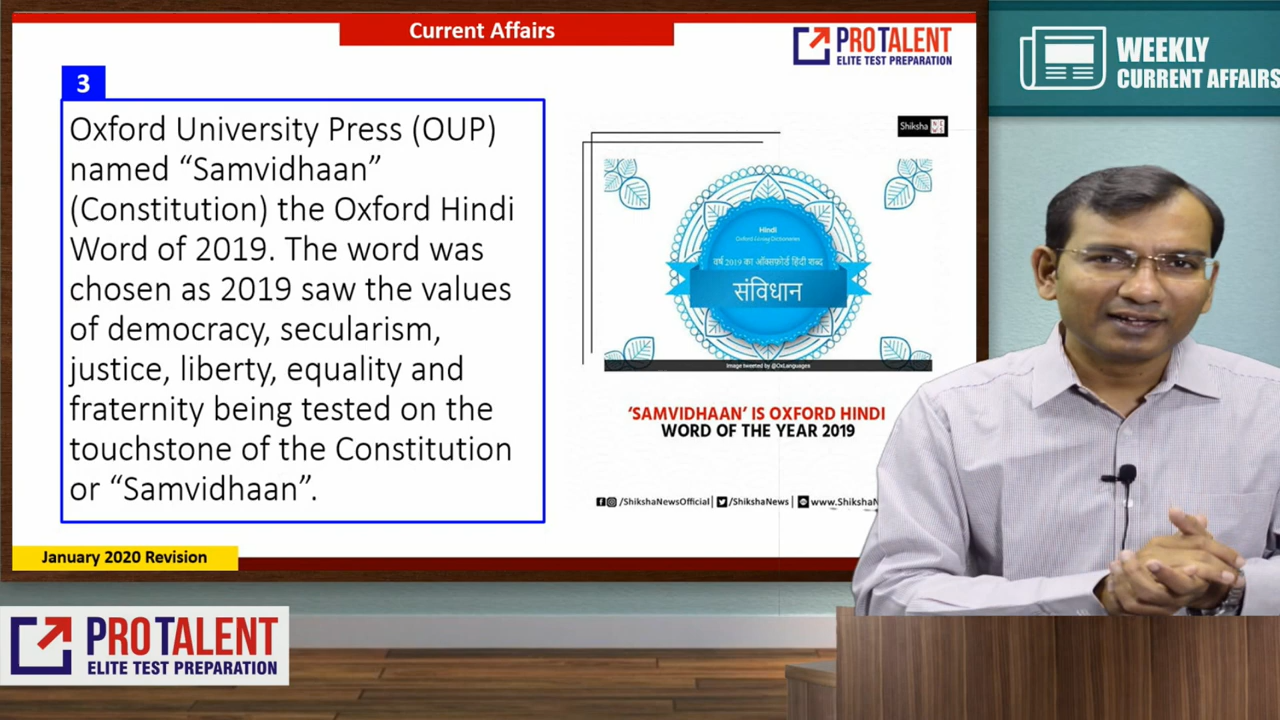 Current Affairs
PROTALENT
ELITE TEST PREPARATION
WEEKLY
CURRENT AFFAIRS
3
Oxford University Press (OUP)
named “Samvidhaan”
(Constitution) the Oxford Hindi
Word of 2019. The word was
chosen as 2019 saw the values
of democracy, secularism,
justice, liberty, equality and
fraternity being tested on the
touchstone of the Constitution
or “Samvidhaan”.
Shiksha
Hindi
Oxford Living Dictionaries
वर्ष 2019 का ऑक्सफ़ोर्ड हिंदी शब्द
संविधान
Image tweeted by @OxLanguages
‘SAMVIDHAAN’ IS OXFORD HINDI
WORD OF THE YEAR 2019
/ShikshaNewsOfficial| /ShikshaNews | www.ShikshaN
January 2020 Revision
PROTALENT
ELITE TEST PREPARATION